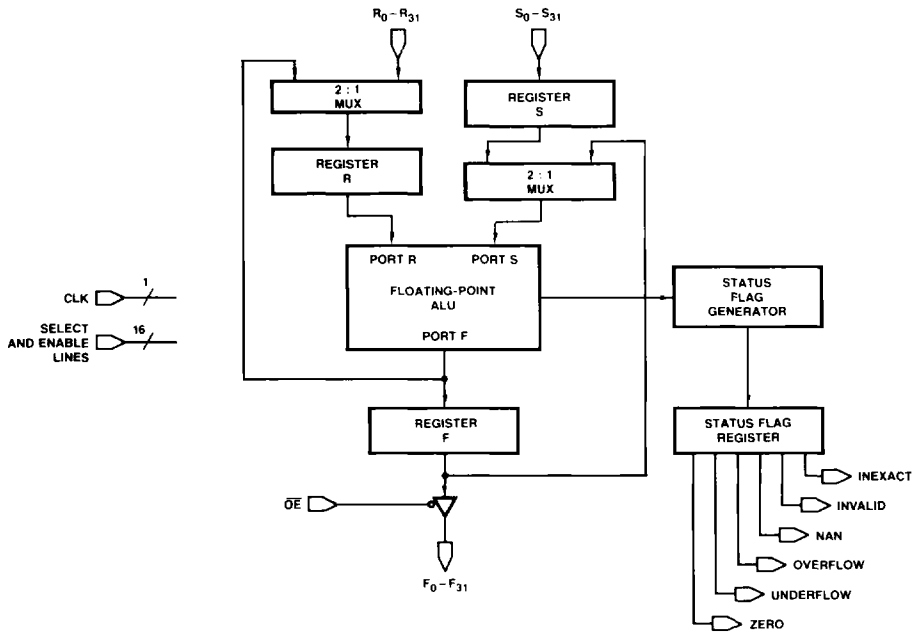 R0–R31
S0–S31
2 : 1
MUX
REGISTER
S
REGISTER
R
2 : 1
MUX
PORT R
PORT S
FLOATING-POINT
ALU
PORT F
CLK
1
SELECT
AND ENABLE
LINES
16
STATUS
FLAG
GENERATOR
REGISTER
F
STATUS FLAG
REGISTER
INEXACT
INVALID
NAN
OVERFLOW
UNDERFLOW
ZERO
O̅E̅
F0–F31